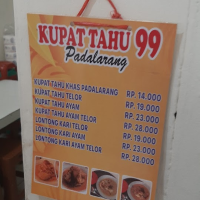 KUPAT TAHU 99
Padalarang
KUPAT TAHU KHAS PADALARANG RP. 14.000
KUPAT TAHU TELOR RP. 19.000
KUPAT TAHU AYAM RP. 23.000
KUPAT TAHU AYAM TELOR RP. 28.000
LONTONG KARI TELOR RP. 19.000
LONTONG KARI AYAM RP. 23.000
LONTONG KARI AYAM TELOR RP. 28.000